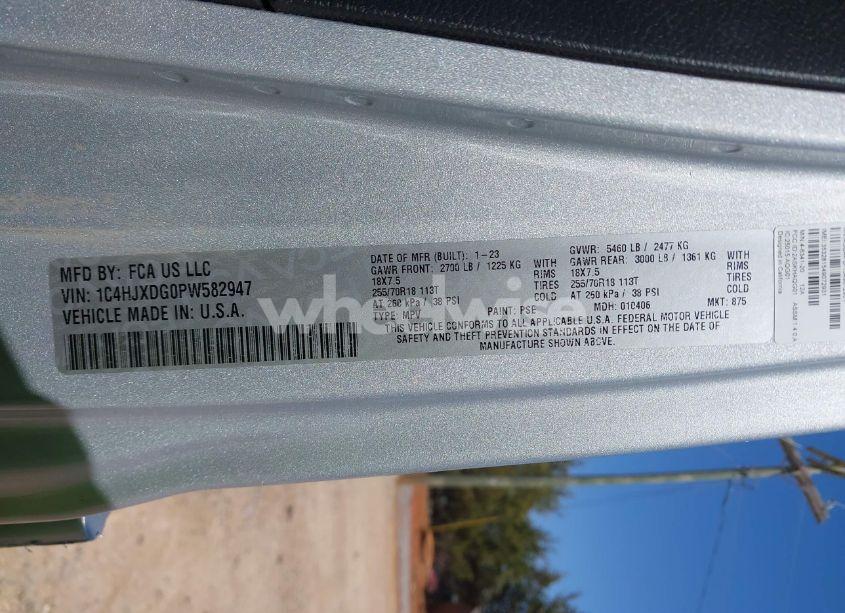 MFD BY: FCA US LLC
VIN: 1C4HJXDG0PW582947
VEHICLE MADE IN: U.S.A.
DATE OF MFR (BUILT): 1-23
GAWR FRONT: 2700 LB / 1225 KG
18X7.5 RIMS
255/70R18 113T TIRES
AT 260 kPa / 38 PSI COLD
TYPE: MPV PAINT: PSE
GVWR: 5460 LB / 2477 KG
GAWR REAR: 3000 LB / 1361 KG
18X7.5 RIMS
255/70R18 113T TIRES
AT 260 kPa / 38 PSI COLD
MDH: 010406 MKT: 875
THIS VEHICLE CONFORMS TO ALL APPLICABLE U.S.A. FEDERAL MOTOR VEHICLE
SAFETY AND THEFT PREVENTION STANDARDS IN EFFECT ON THE DATE OF
MANUFACTURE SHOWN ABOVE.
wheelwise
Designed in California